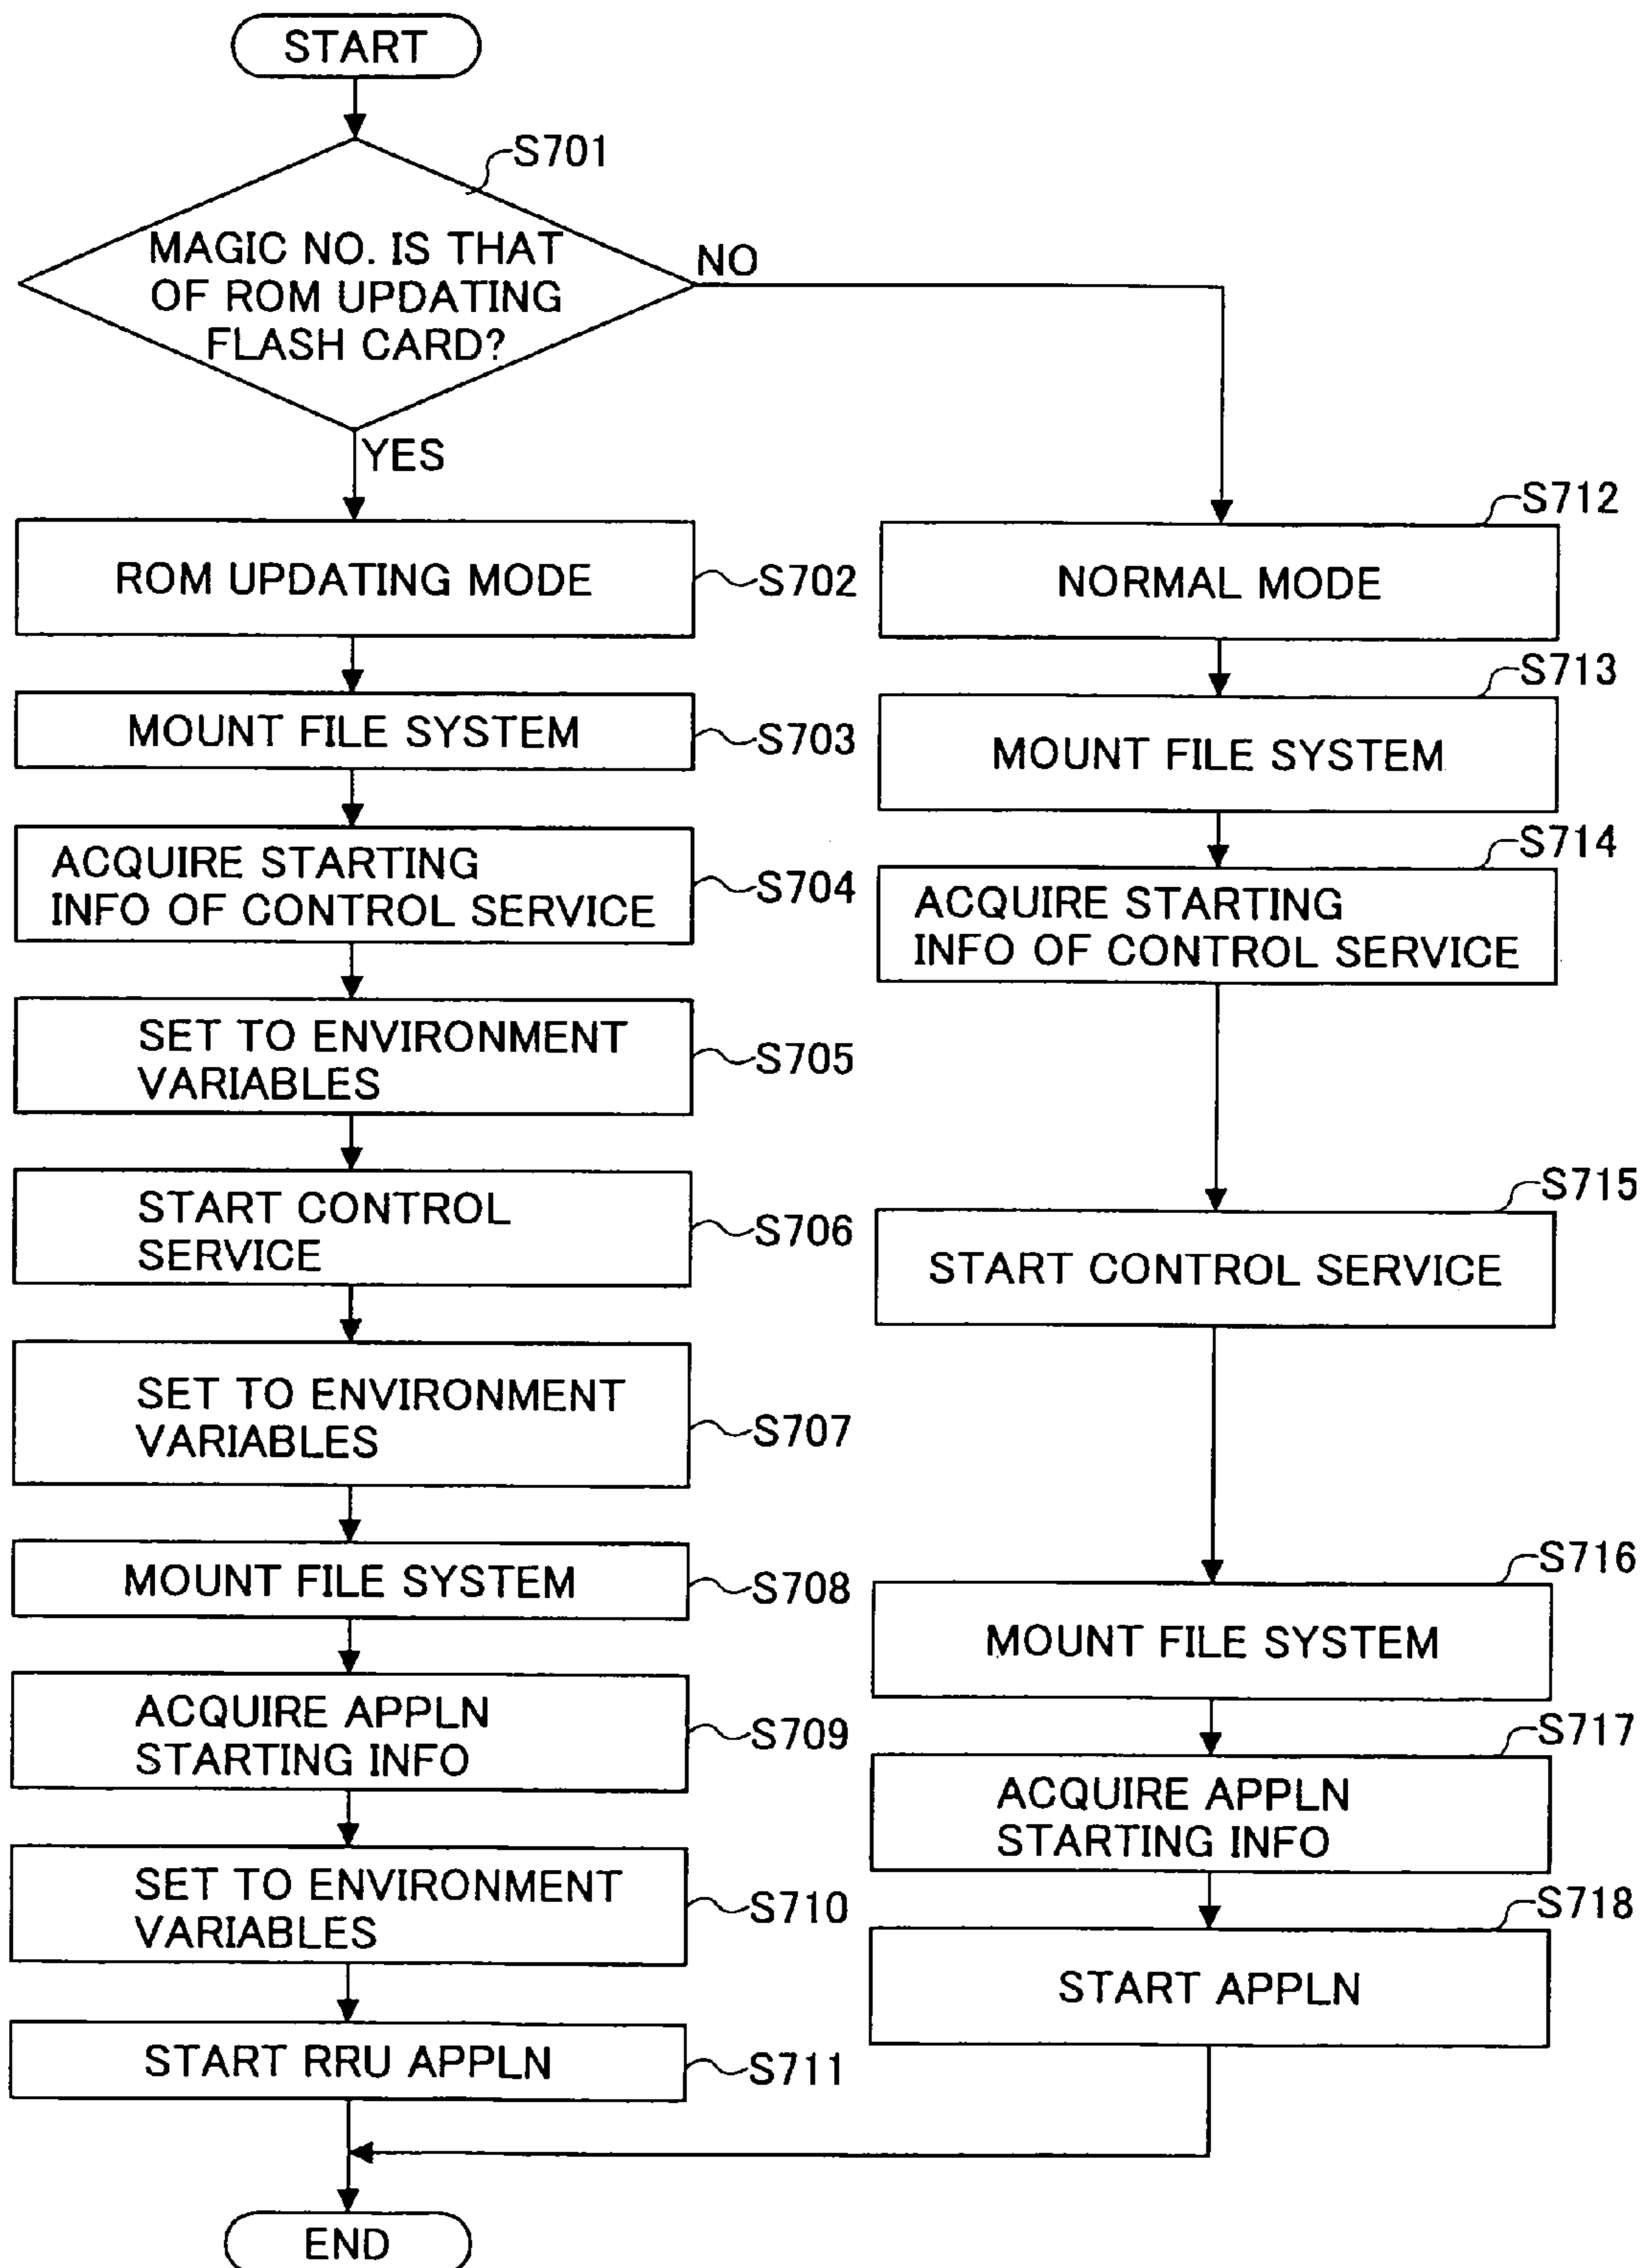 START
S701
MAGIC NO. IS THAT
OF ROM UPDATING
FLASH CARD?
NO
YES
ROM UPDATING MODE
S702
MOUNT FILE SYSTEM
S703
ACQUIRE STARTING
INFO OF CONTROL SERVICE
S704
SET TO ENVIRONMENT
VARIABLES
S705
START CONTROL
SERVICE
S706
SET TO ENVIRONMENT
VARIABLES
S707
MOUNT FILE SYSTEM
S708
ACQUIRE APPLN
STARTING INFO
S709
SET TO ENVIRONMENT
VARIABLES
S710
START RRU APPLN
S711
S712
NORMAL MODE
S713
MOUNT FILE SYSTEM
S714
ACQUIRE STARTING
INFO OF CONTROL SERVICE
S715
START CONTROL SERVICE
S716
MOUNT FILE SYSTEM
S717
ACQUIRE APPLN
STARTING INFO
S718
START APPLN
END